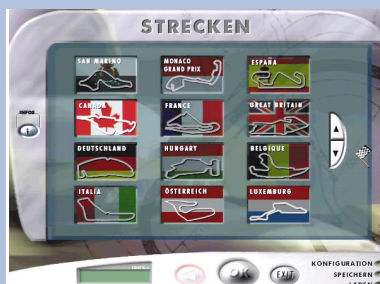 STRECKEN
SAN MARINO
MONACO
GRAND PRIX
ESPAÑA
INFOS
CANADA
FRANCE
GREAT BRITAIN
DEUTSCHLAND
HUNGARY
BELGIQUE
ITALIA
ÖSTERREICH
LUXEMBURG
OK
EXIT
KONFIGURATION
SPEICHERN
LADEN